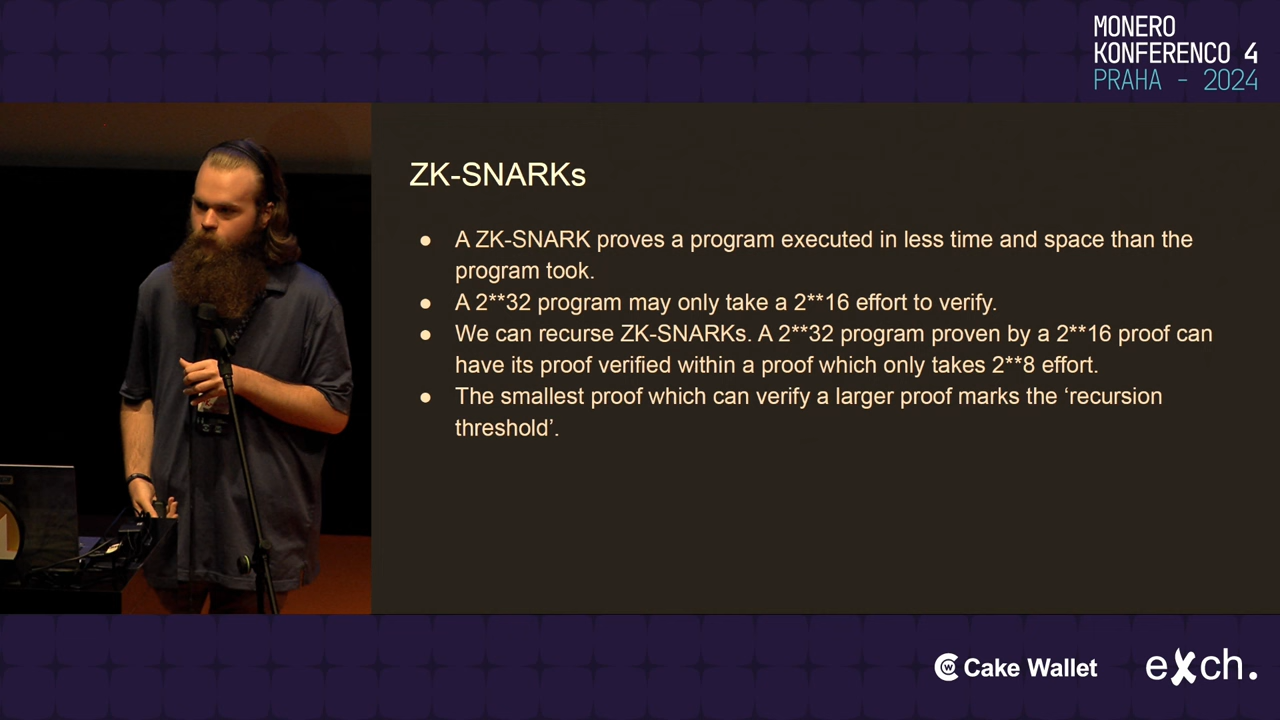 MONERO
KONFERENCO 4
PRAHA - 2024
ZK-SNARKs
● A ZK-SNARK proves a program executed in less time and space than the
program took.
● A 2**32 program may only take a 2**16 effort to verify.
● We can recurse ZK-SNARKs. A 2**32 program proven by a 2**16 proof can
have its proof verified within a proof which only takes 2**8 effort.
● The smallest proof which can verify a larger proof marks the ‘recursion
threshold’.
Cake Wallet
eXch.